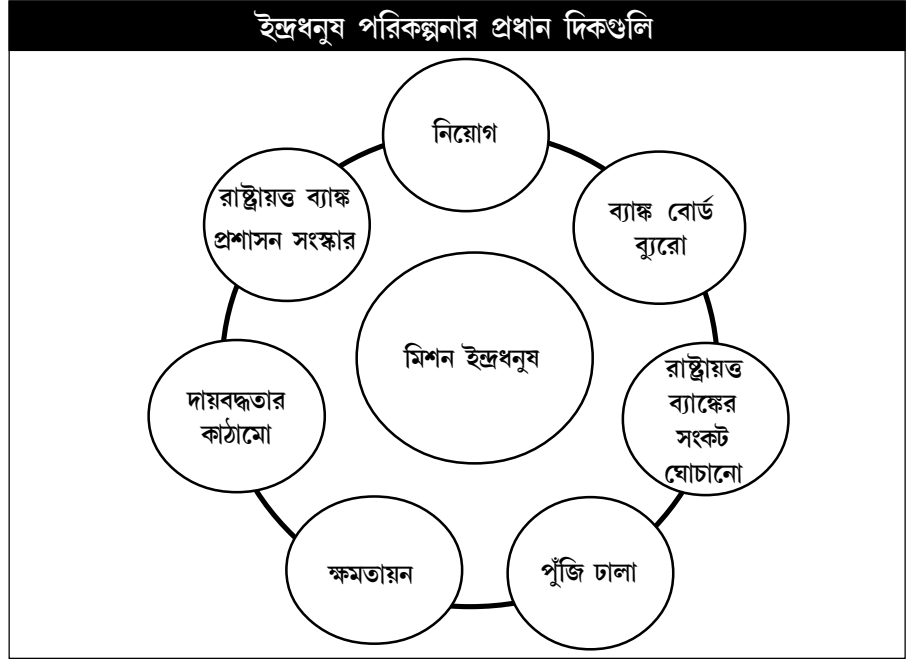 ইন্দ্রধনুষ পরিকল্পনার প্রধান দিকগুলি
নিয়োগ
ব্যাঙ্ক বোর্ড
ব্যুরো
রাষ্ট্রায়ত্ত
ব্যাঙ্কের
সংকট
ঘোচানো
পুঁজি ঢালা
ক্ষমতায়ন
দায়বদ্ধতার
কাঠামো
রাষ্ট্রায়ত্ত ব্যাঙ্ক
প্রশাসন সংস্কার
মিশন ইন্দ্রধনুষ